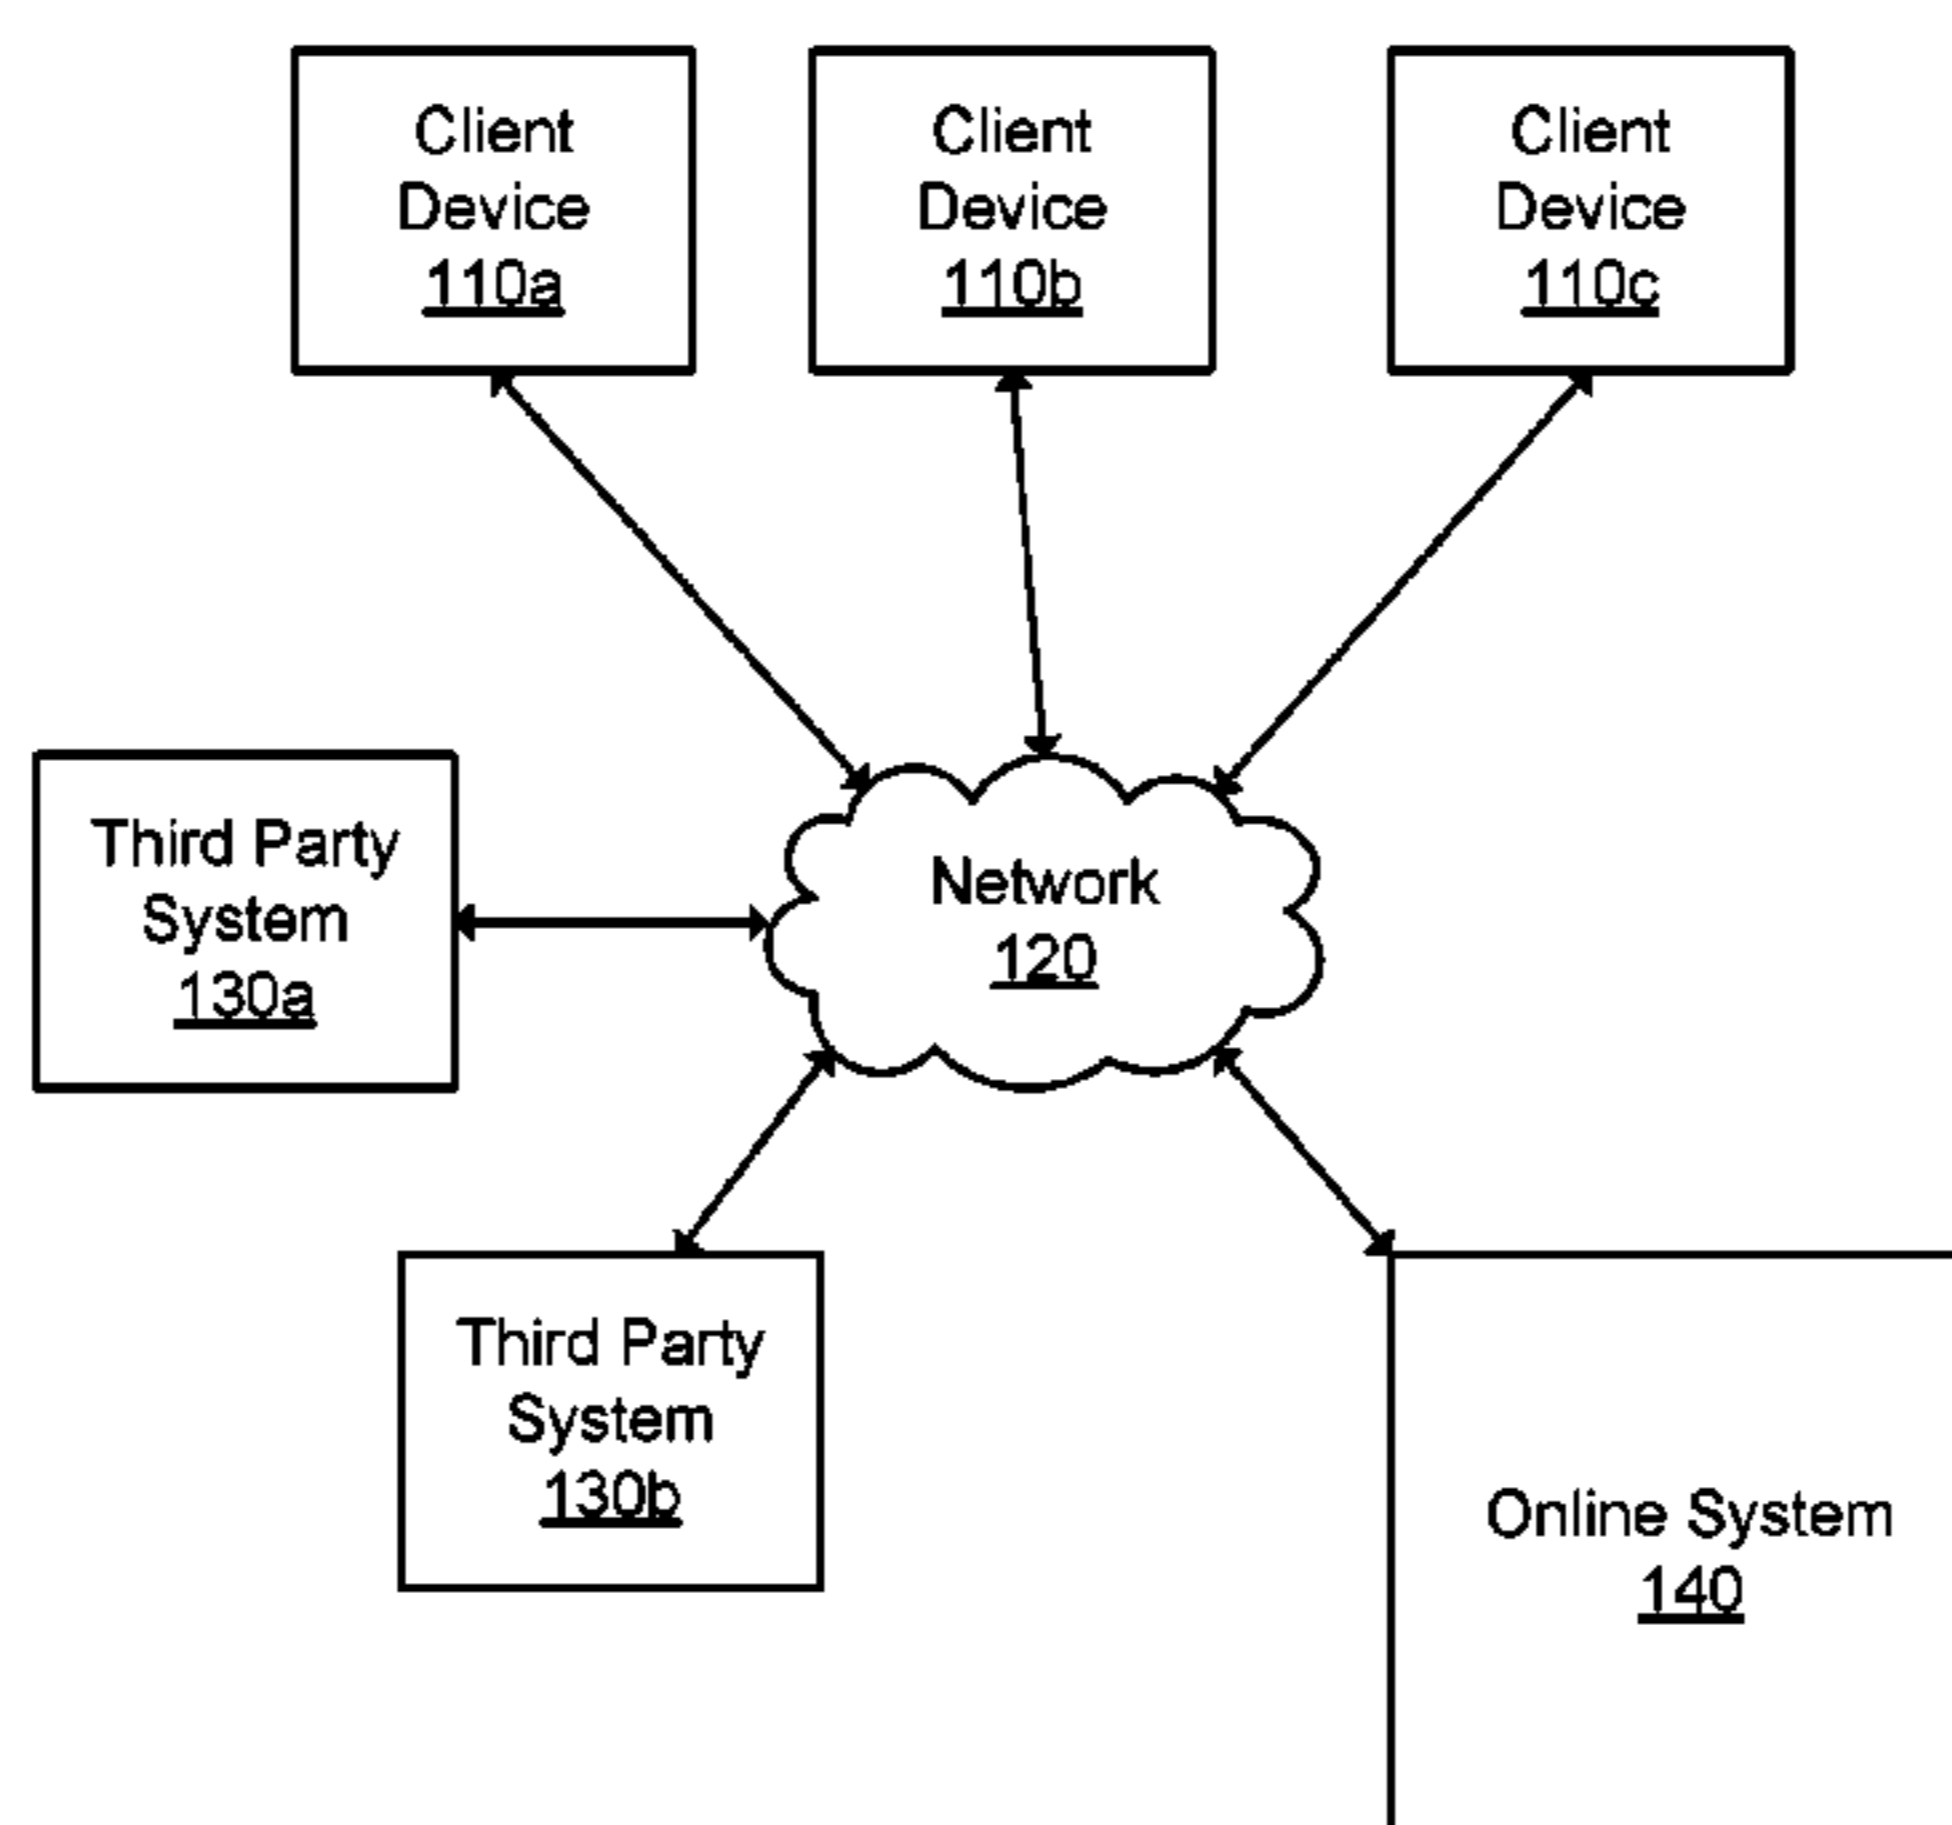 Client
Device
110a
Client
Device
110b
Client
Device
110c
Third Party
System
130a
Network
120
Third Party
System
130b
Online System
140